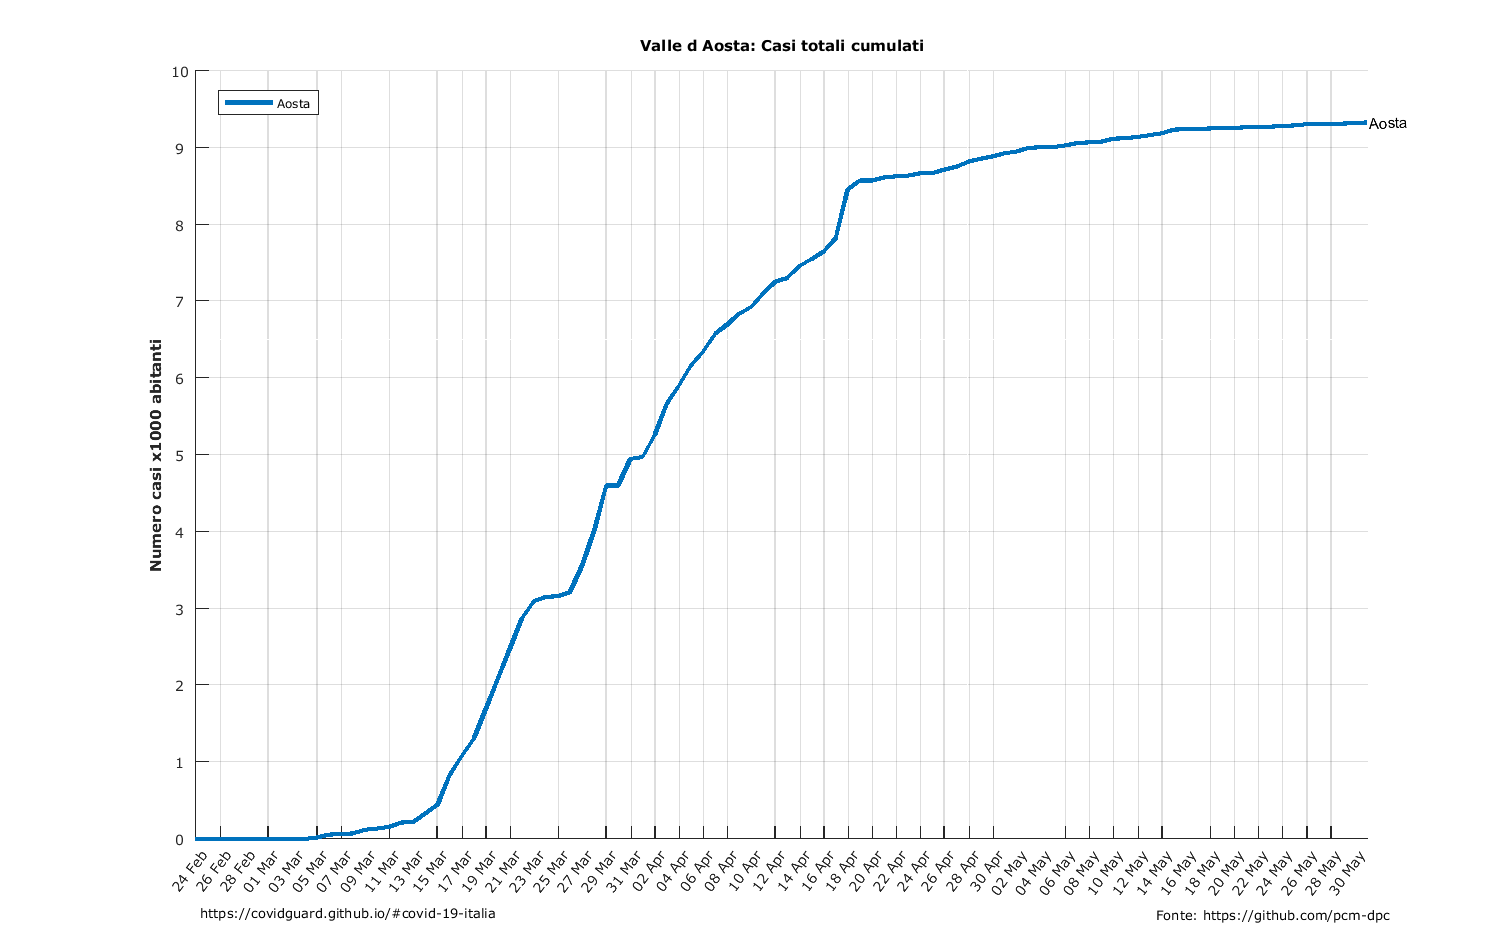 Valle d Aosta: Casi totali cumulati
Aosta
Aosta
Numero casi x1000 abitanti
10
9
8
7
6
5
4
3
2
1
0
24 Feb
26 Feb
28 Feb
01 Mar
03 Mar
05 Mar
07 Mar
09 Mar
11 Mar
13 Mar
15 Mar
17 Mar
19 Mar
21 Mar
23 Mar
25 Mar
27 Mar
29 Mar
31 Mar
02 Apr
04 Apr
06 Apr
08 Apr
10 Apr
12 Apr
14 Apr
16 Apr
18 Apr
20 Apr
22 Apr
24 Apr
26 Apr
28 Apr
30 Apr
02 May
04 May
06 May
08 May
10 May
12 May
14 May
16 May
18 May
20 May
22 May
24 May
26 May
28 May
30 May
https://covidguard.github.io/#covid-19-italia
Fonte: https://github.com/pcm-dpc